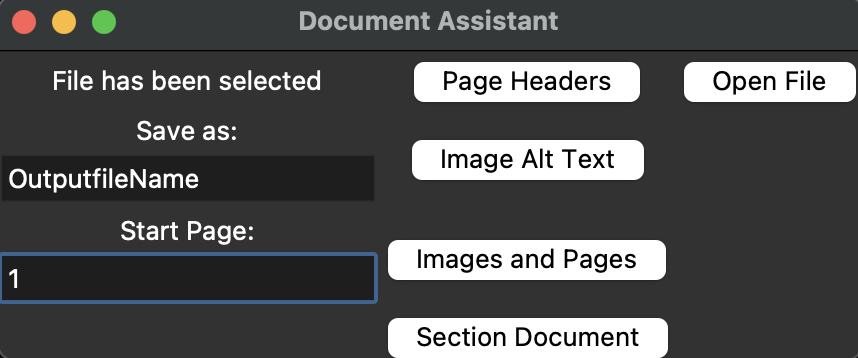 Document Assistant
File has been selected
Page Headers
Open File
Save as:
Image Alt Text
OutputfileName
Start Page:
Images and Pages
1
Section Document